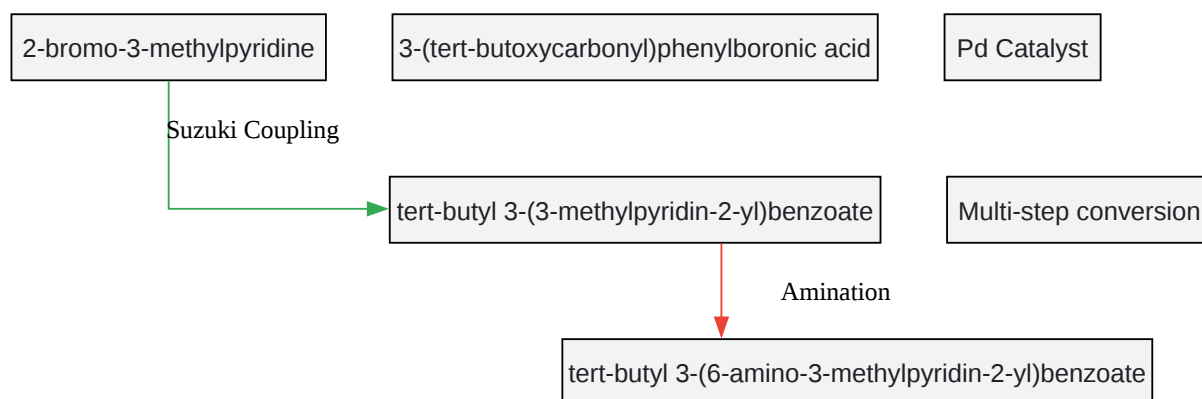 2-bromo-3-methylpyridine
3-(tert-butoxycarbonyl)phenylboronic acid
Pd Catalyst
Suzuki Coupling
tert-butyl 3-(3-methylpyridin-2-yl)benzoate
Multi-step conversion
Amination
tert-butyl 3-(6-amino-3-methylpyridin-2-yl)benzoate